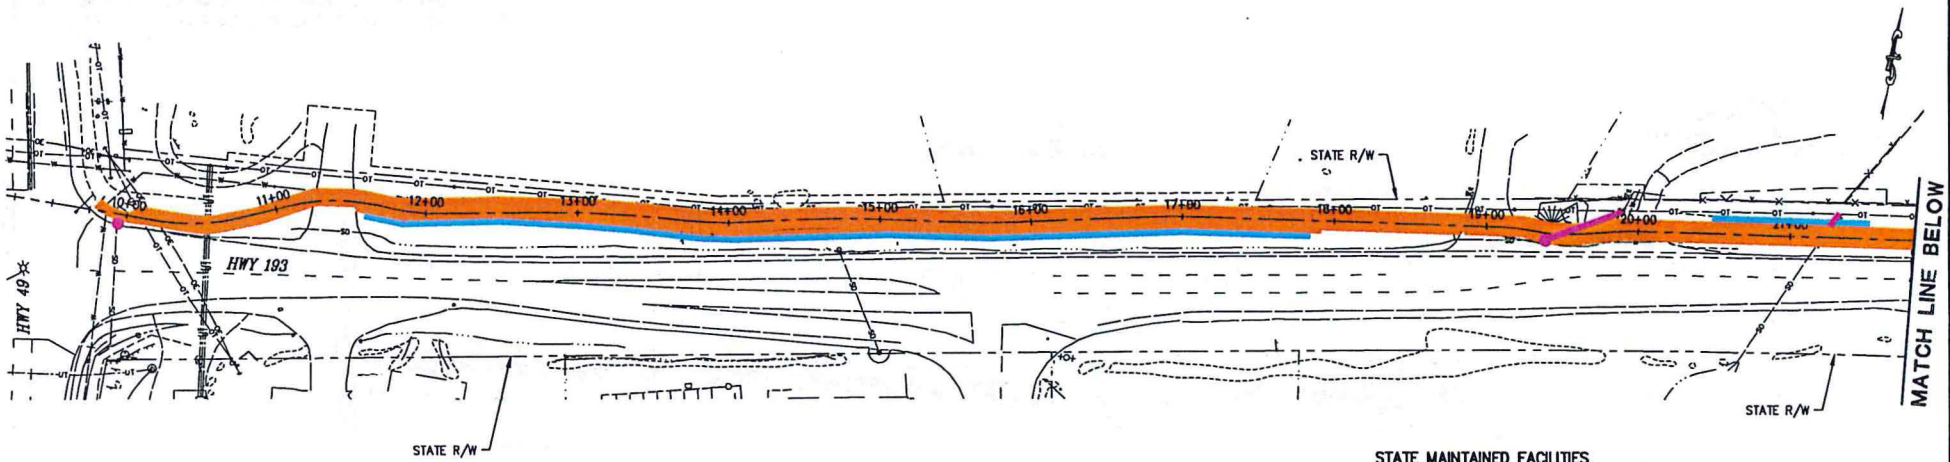 STATE R/W
10+00
11+00
12+00
13+00
14+00
15+00
16+00
17+00
18+00
19+00
20+00
21+00
HWY 193
HWY 49
MATCH LINE BELOW
STATE R/W
STATE R/W
STATE MAINTAINED FACILITIES